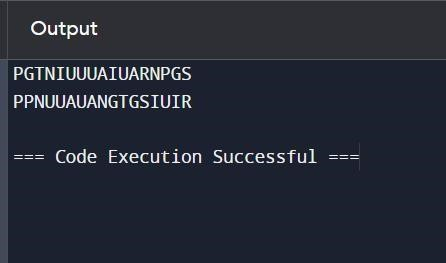 Output
PGTNIUUUAIUARNPGS
PPNUUAUANGTGSIUIR
=== Code Execution Successful ===